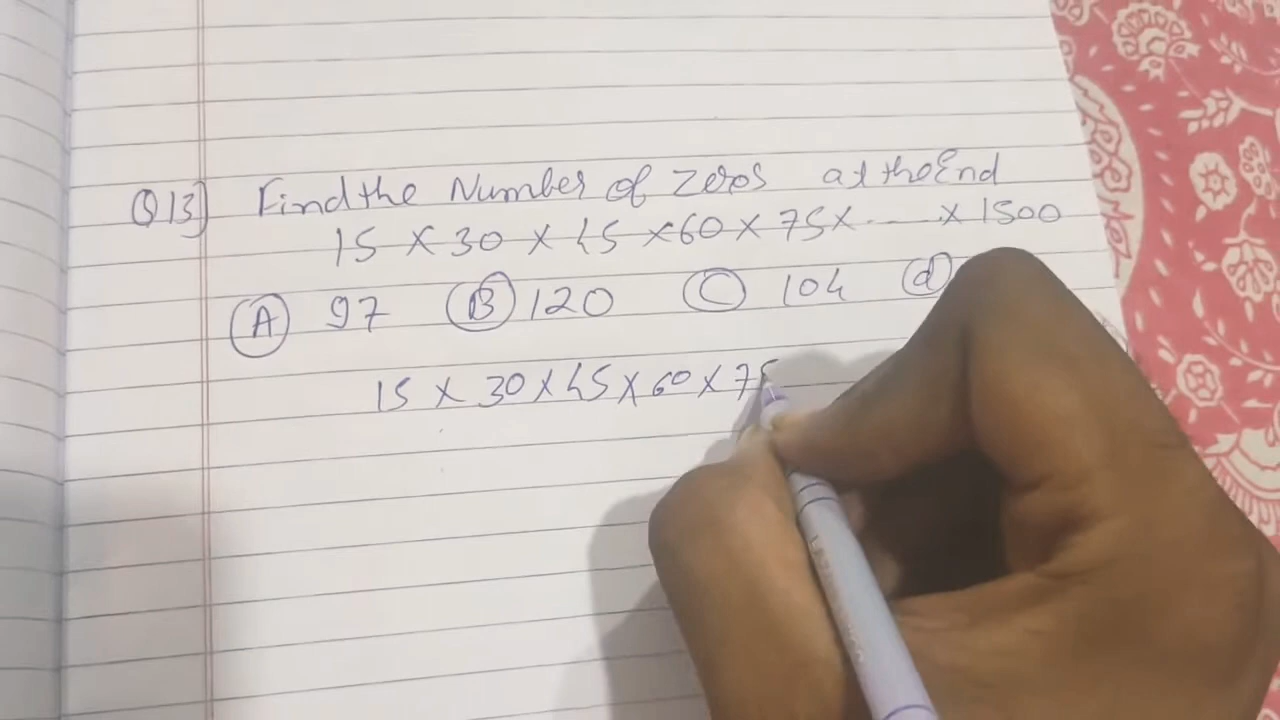 Q13] Find the Number of zeros at the End
15 × 30 × 45 × 60 × 75 × ..... × 1500
(A) 97 (B) 120 (C) 104 (d)
15 × 30 × 45 × 60 × 75